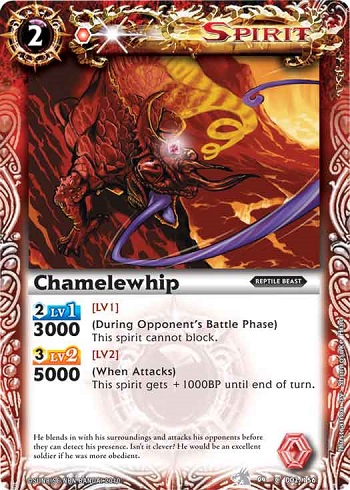 2
SPIRIT
Chamelewhip
REPTILE BEAST
2 LV1
3000
[LV1]
(During Opponent's Battle Phase)
This spirit cannot block.
3 LV2
5000
[LV2]
(When Attacks)
This spirit gets +1000BP until end of turn.
He blends in with his surroundings and attacks his opponents before
they can detect his presence. Isn't it clever? He would be an excellent
soldier if he was more obedient.